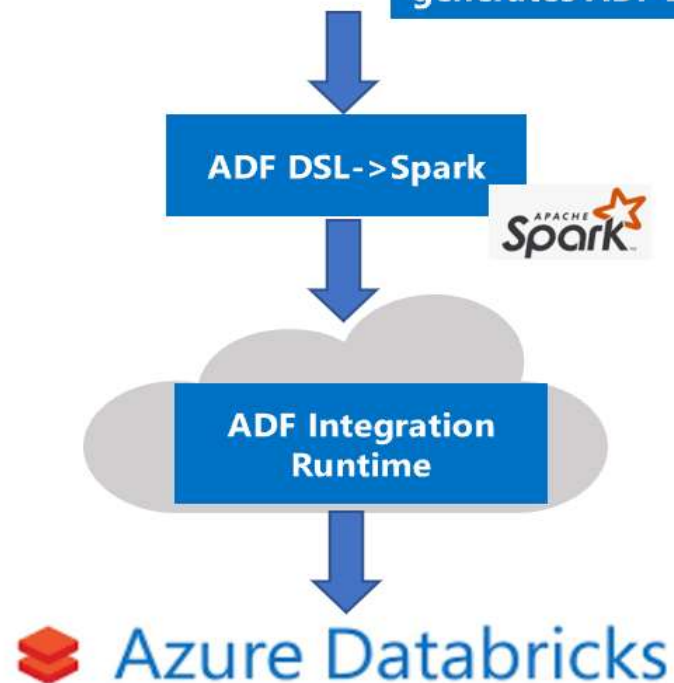 ADF DSL->Spark
APACHE
Spark
ADF Integration
Runtime
Azure Databricks